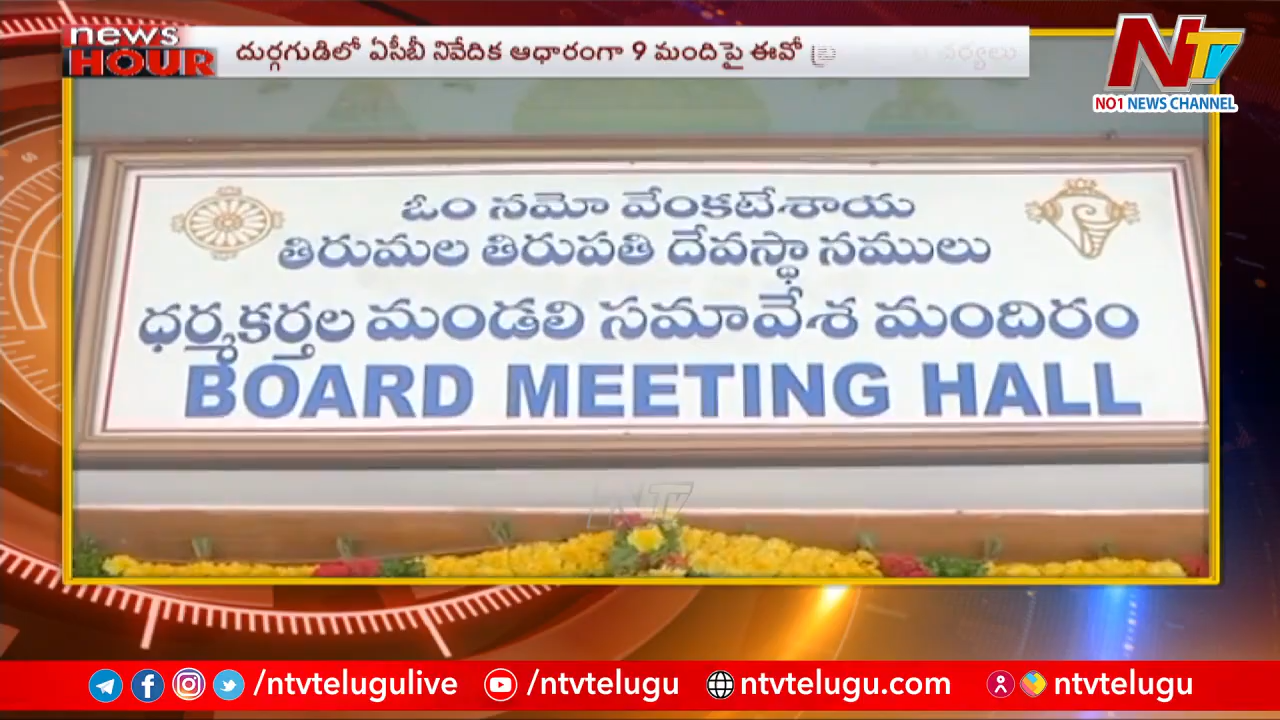 news
HOUR
దుర్గగుడిలో ఏసీబీ నివేదిక ఆధారంగా 9 మందిపై ఈవో
NTV
NO1 NEWS CHANNEL
ఓం నమో వేంకటేశాయ
తిరుమల తిరుపతి దేవస్థానములు
ధర్మకర్తల మండలి సమావేశ మందిరం
BOARD MEETING HALL
NTV
/ntvtelugulive /ntvtelugu ntvtelugu.com ntvtelugu